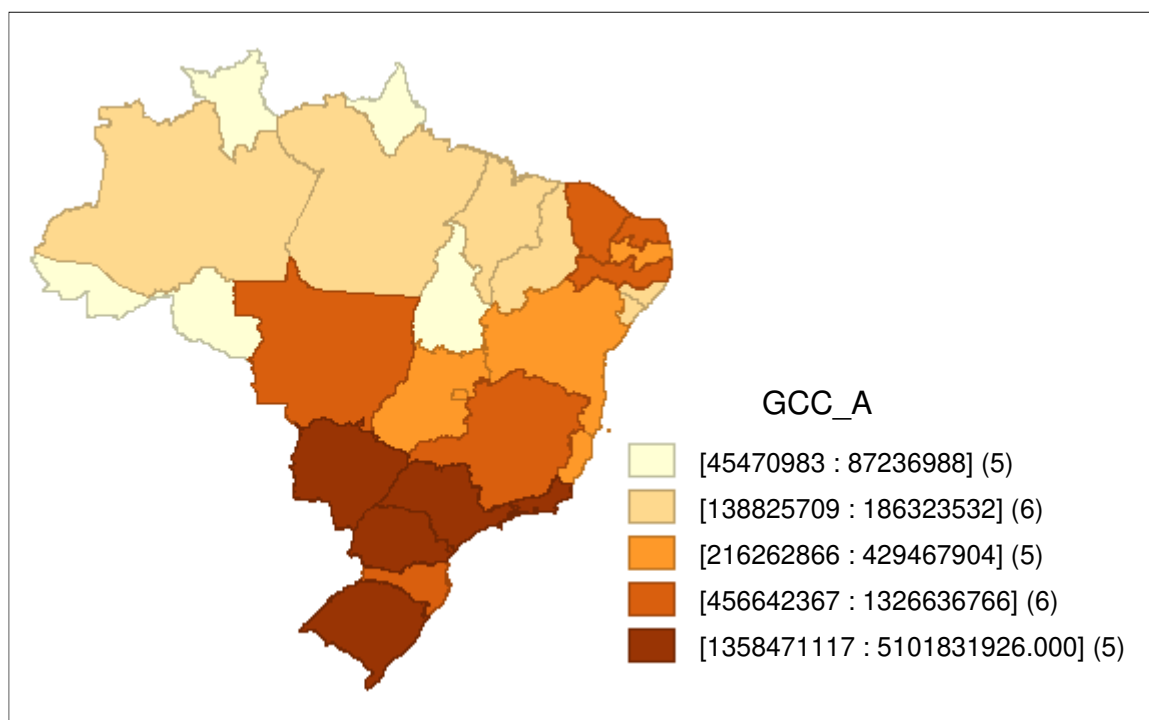 GCC_A
[45470983 : 87236988] (5)
[138825709 : 186323532] (6)
[216262866 : 429467904] (5)
[456642367 : 1326636766] (6)
[1358471117 : 5101831926.000] (5)